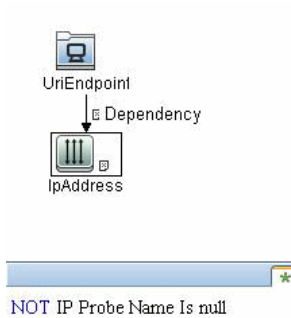 UriEndpoint
Dependency
IpAddress
NOT IP Probe Name Is null